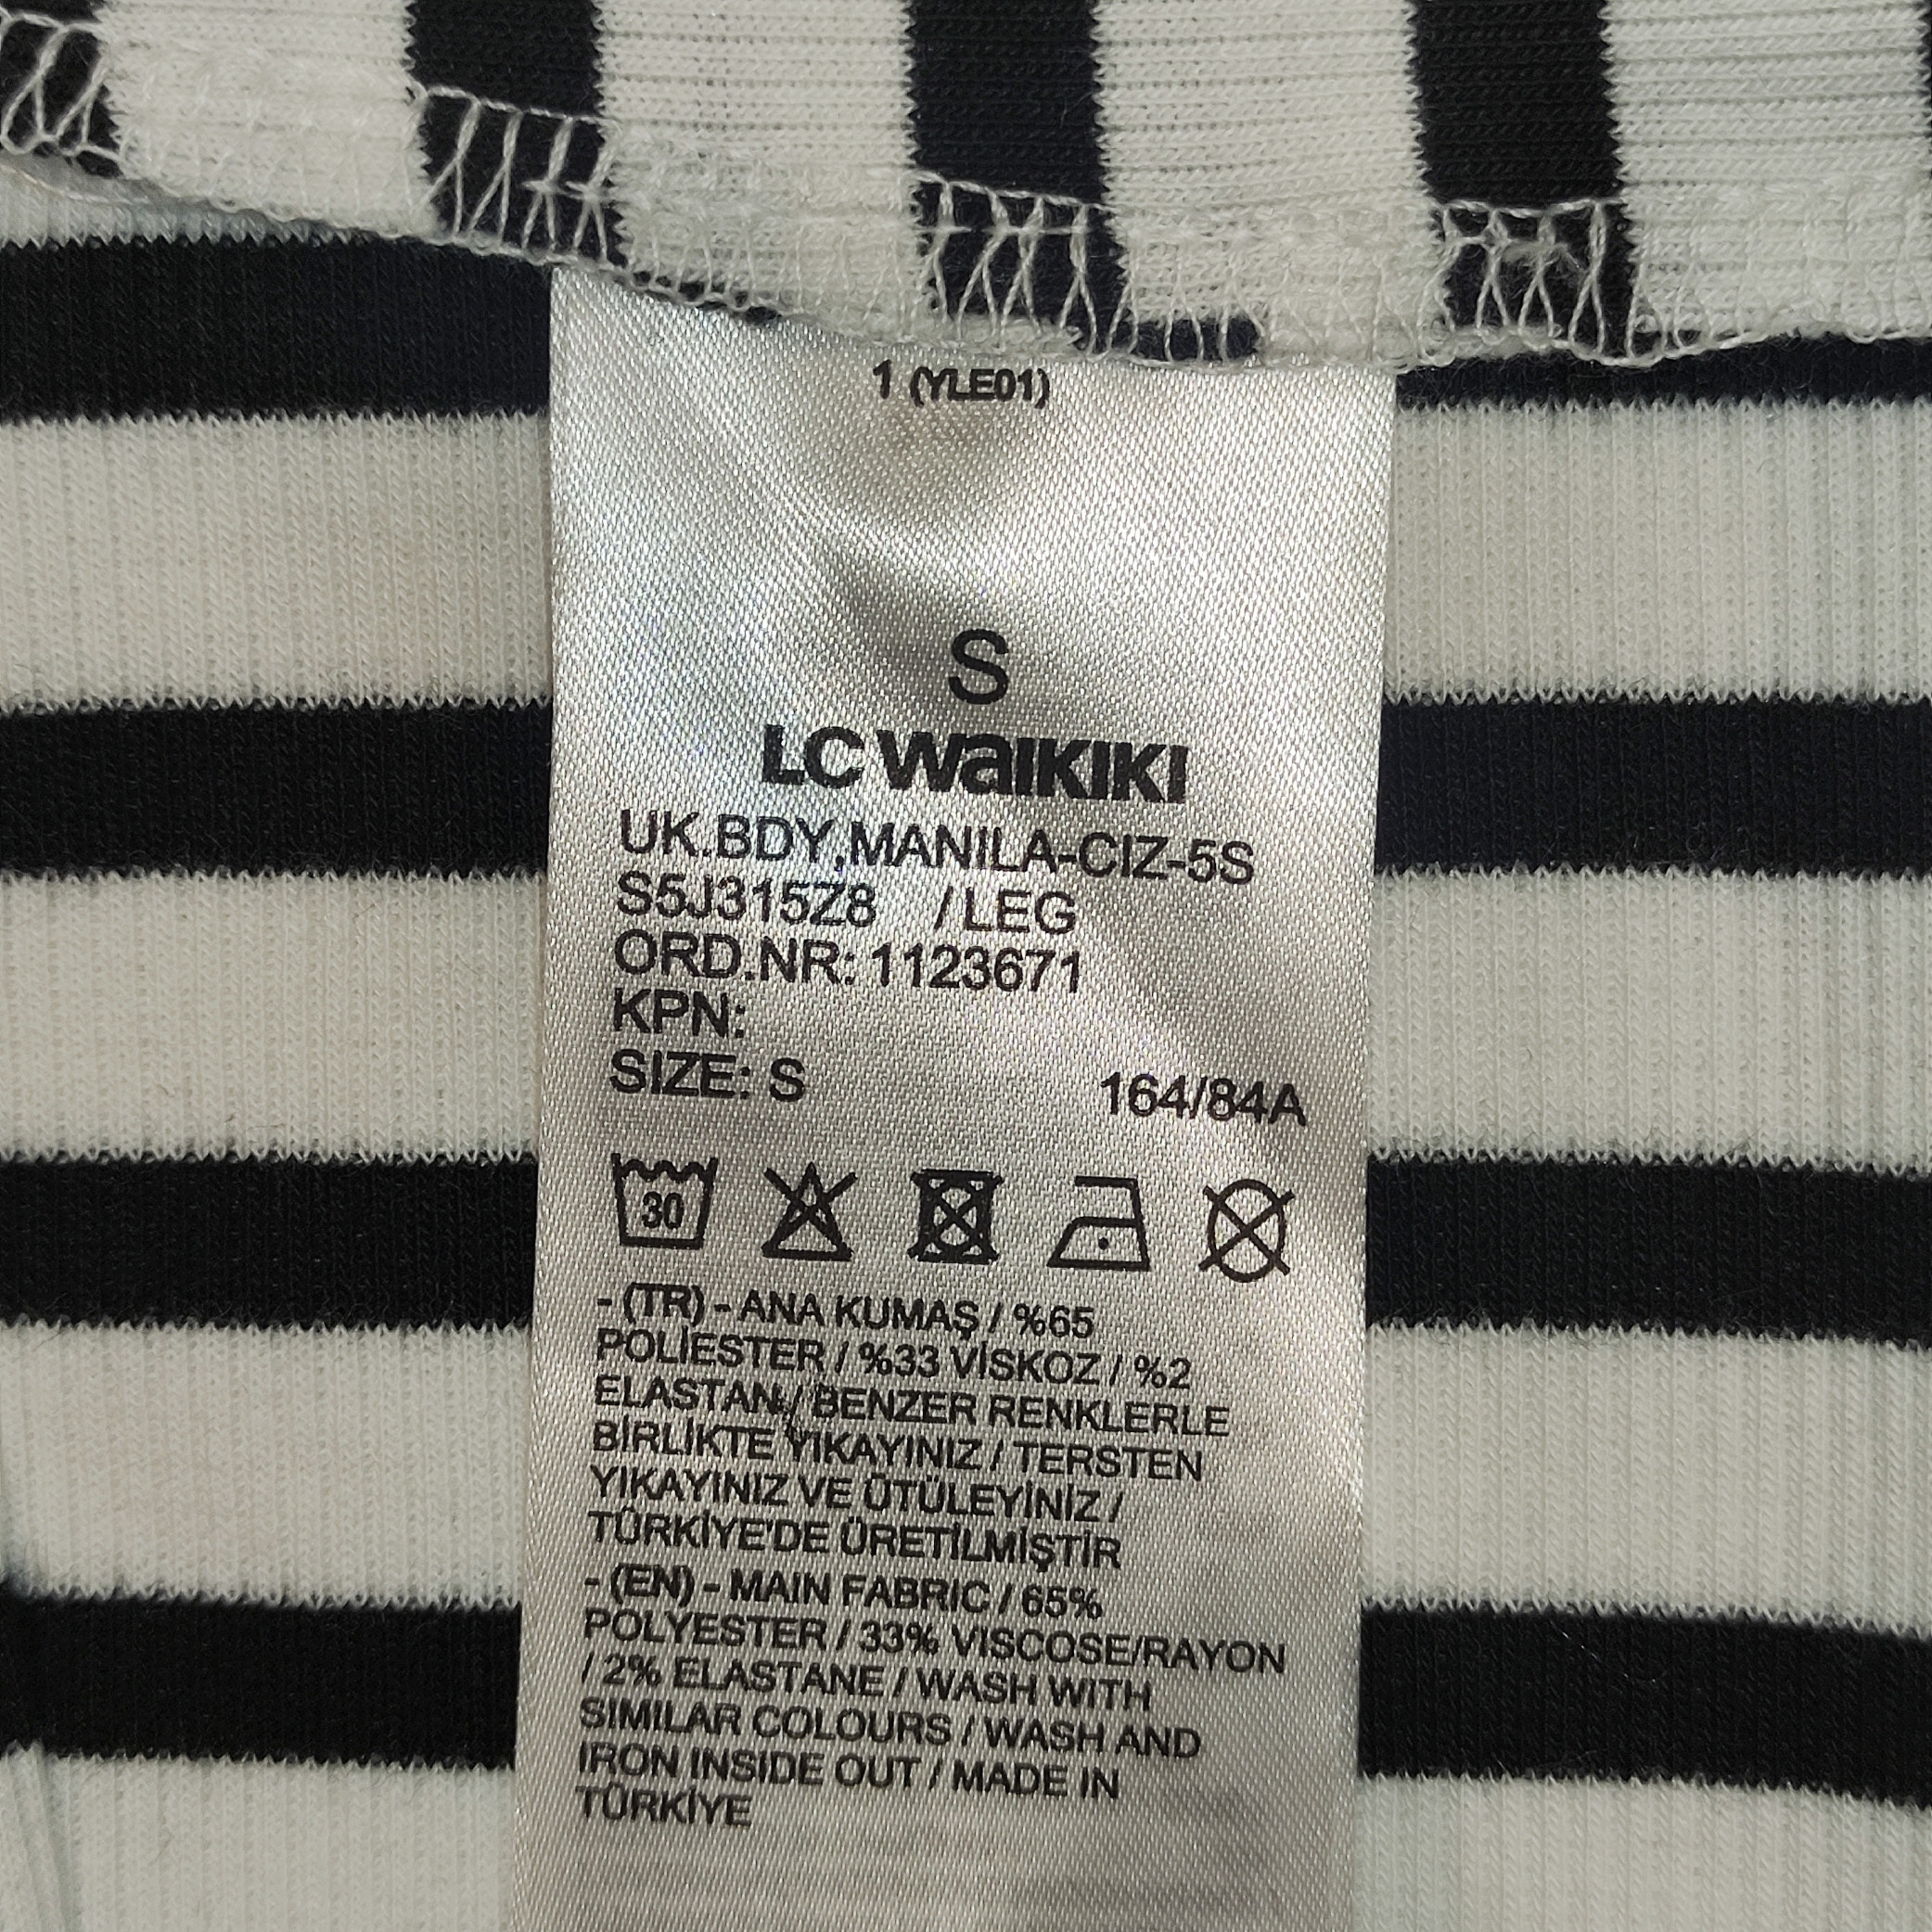 1 (YLE01)
S
LC WAIKIKI
UK.BDY,MANILA-CIZ-5S
S5J315Z8 /LEG
ORD.NR: 1123671
KPN:
SIZE: S 164/84A
30
- (TR) - ANA KUMAŞ / %65
POLİESTER / %33 VİSKOZ / %2
ELASTAN / BENZER RENKLERLE
BİRLİKTE YIKAYINIZ / TERSTEN
YIKAYINIZ VE ÜTÜLEYİNİZ /
TÜRKİYE'DE ÜRETİLMİŞTİR
- (EN) - MAIN FABRIC / 65%
POLYESTER / 33% VISCOSE/RAYON
/ 2% ELASTANE / WASH WITH
SIMILAR COLOURS / WASH AND
IRON INSIDE OUT / MADE IN
TÜRKİYE